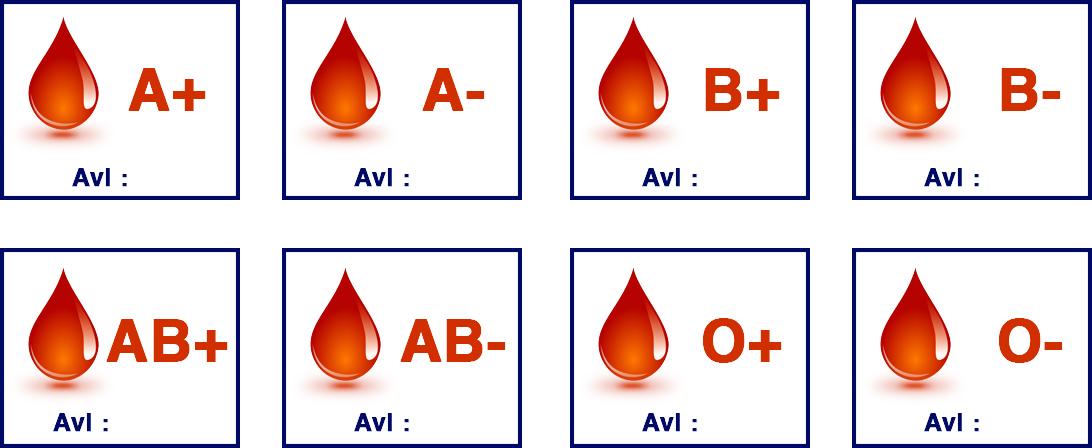 A+
Avl :
A-
Avl :
B+
Avl :
B-
Avl :
AB+
Avl :
AB-
Avl :
O+
Avl :
O-
Avl :